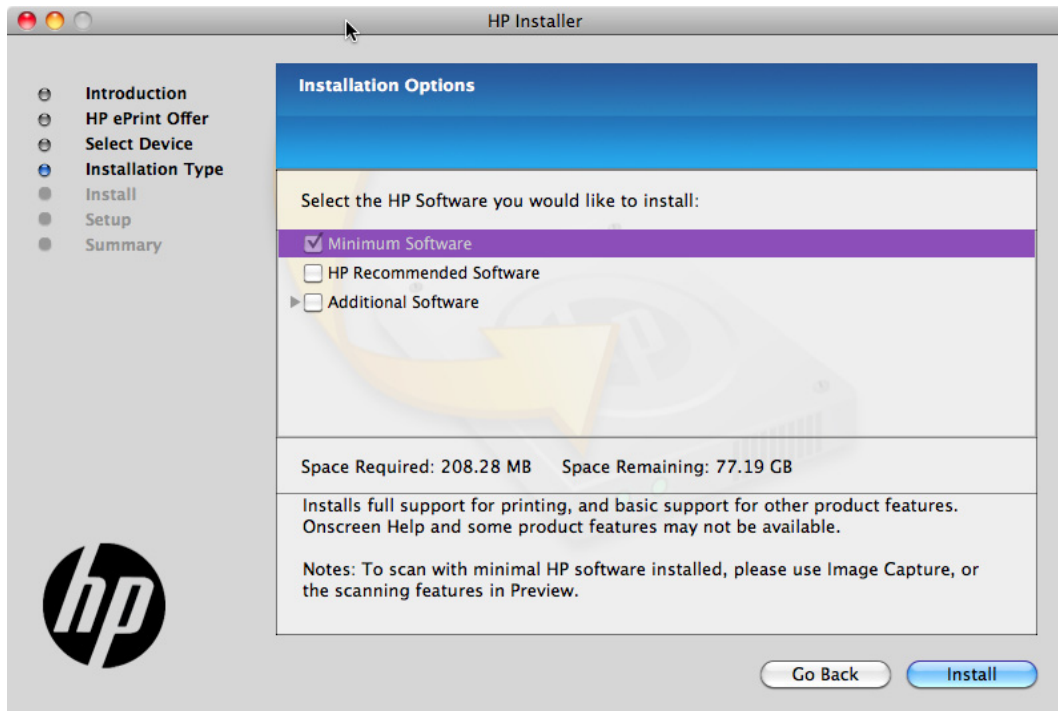 HP Installer
Introduction
HP ePrint Offer
Select Device
Installation Type
Install
Setup
Summary
Installation Options
Select the HP Software you would like to install:
Minimum Software
HP Recommended Software
Additional Software
Space Required: 208.28 MB Space Remaining: 77.19 GB
Installs full support for printing, and basic support for other product features.
Onscreen Help and some product features may not be available.
Notes: To scan with minimal HP software installed, please use Image Capture, or
the scanning features in Preview.
hp
Go Back
Install